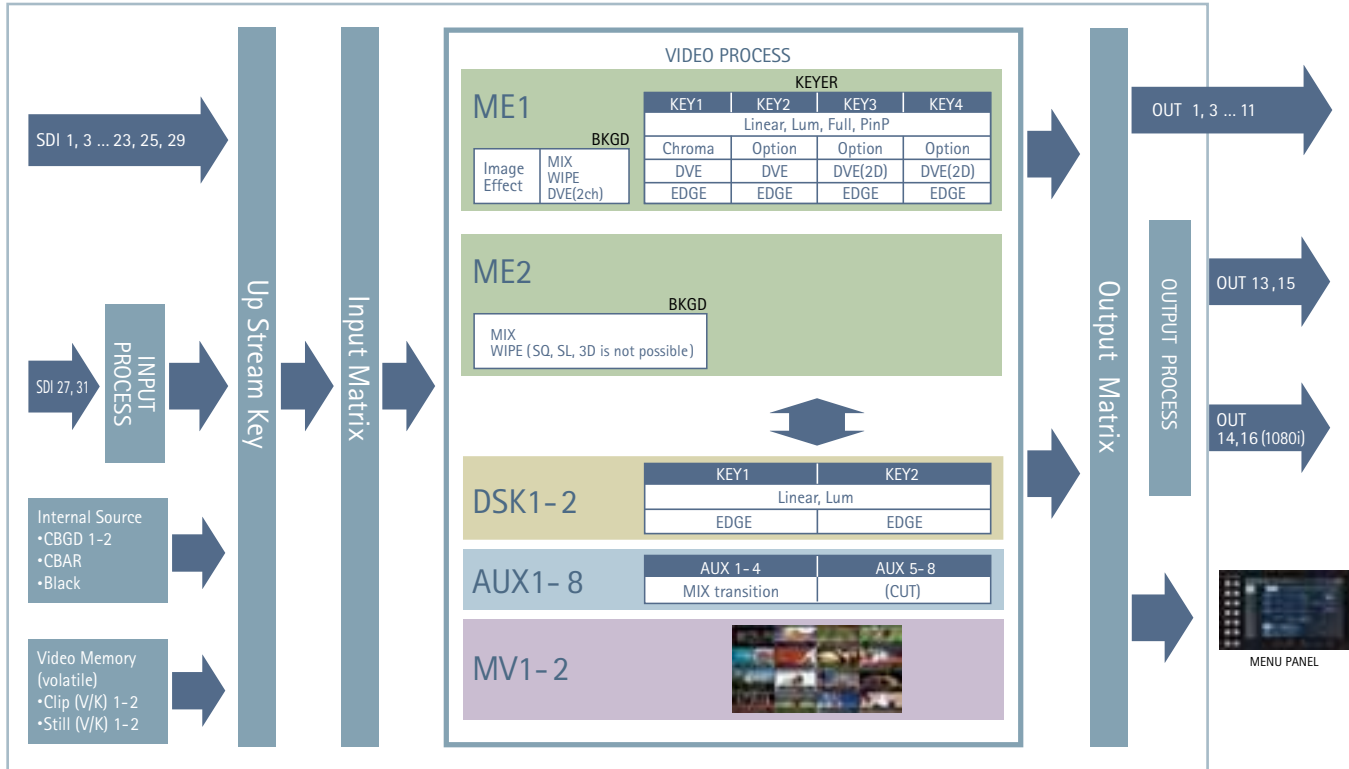 SDI 1, 3 ... 23, 25, 29
SDI 27, 31
INPUT
PROCESS
Internal Source
•CBGD 1-2
•CBAR
•Black
Video Memory
(volatile)
•Clip (V/K) 1-2
•Still (V/K) 1-2
Up Stream Key
Input Matrix
VIDEO PROCESS
ME1
BKGD
Image
Effect
MIX
WIPE
DVE(2ch)
KEYER
KEY1 KEY2 KEY3 KEY4
Linear, Lum, Full, PinP
Chroma Option Option Option
DVE DVE DVE(2D) DVE(2D)
EDGE EDGE EDGE EDGE
ME2
BKGD
MIX
WIPE (SQ, SL, 3D is not possible)
DSK1-2
KEY1 KEY2
Linear, Lum
EDGE EDGE
AUX1-8
AUX 1-4 AUX 5-8
MIX transition (CUT)
MV1-2
Output Matrix
OUTPUT PROCESS
OUT 1, 3 ... 11
OUT 13,15
OUT
14,16 (1080i)
MENU PANEL